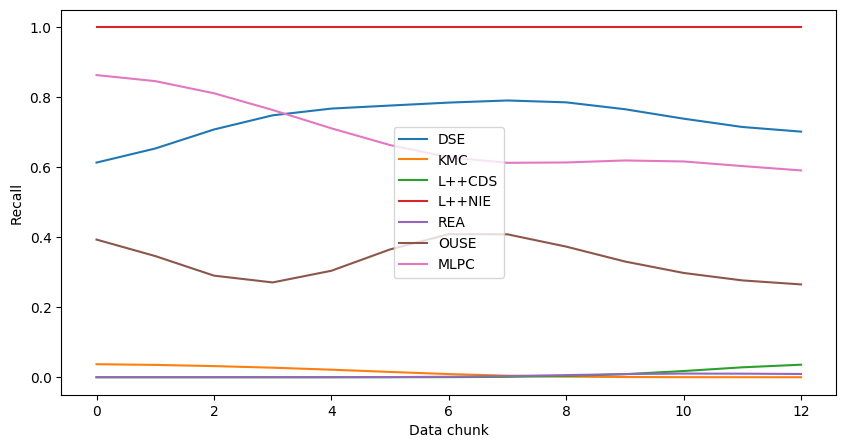 1.0
0.8
0.6
0.4
0.2
0.0
Recall
DSE
KMC
L++CDS
L++NIE
REA
OUSE
MLPC
0 2 4 6 8 10 12
Data chunk